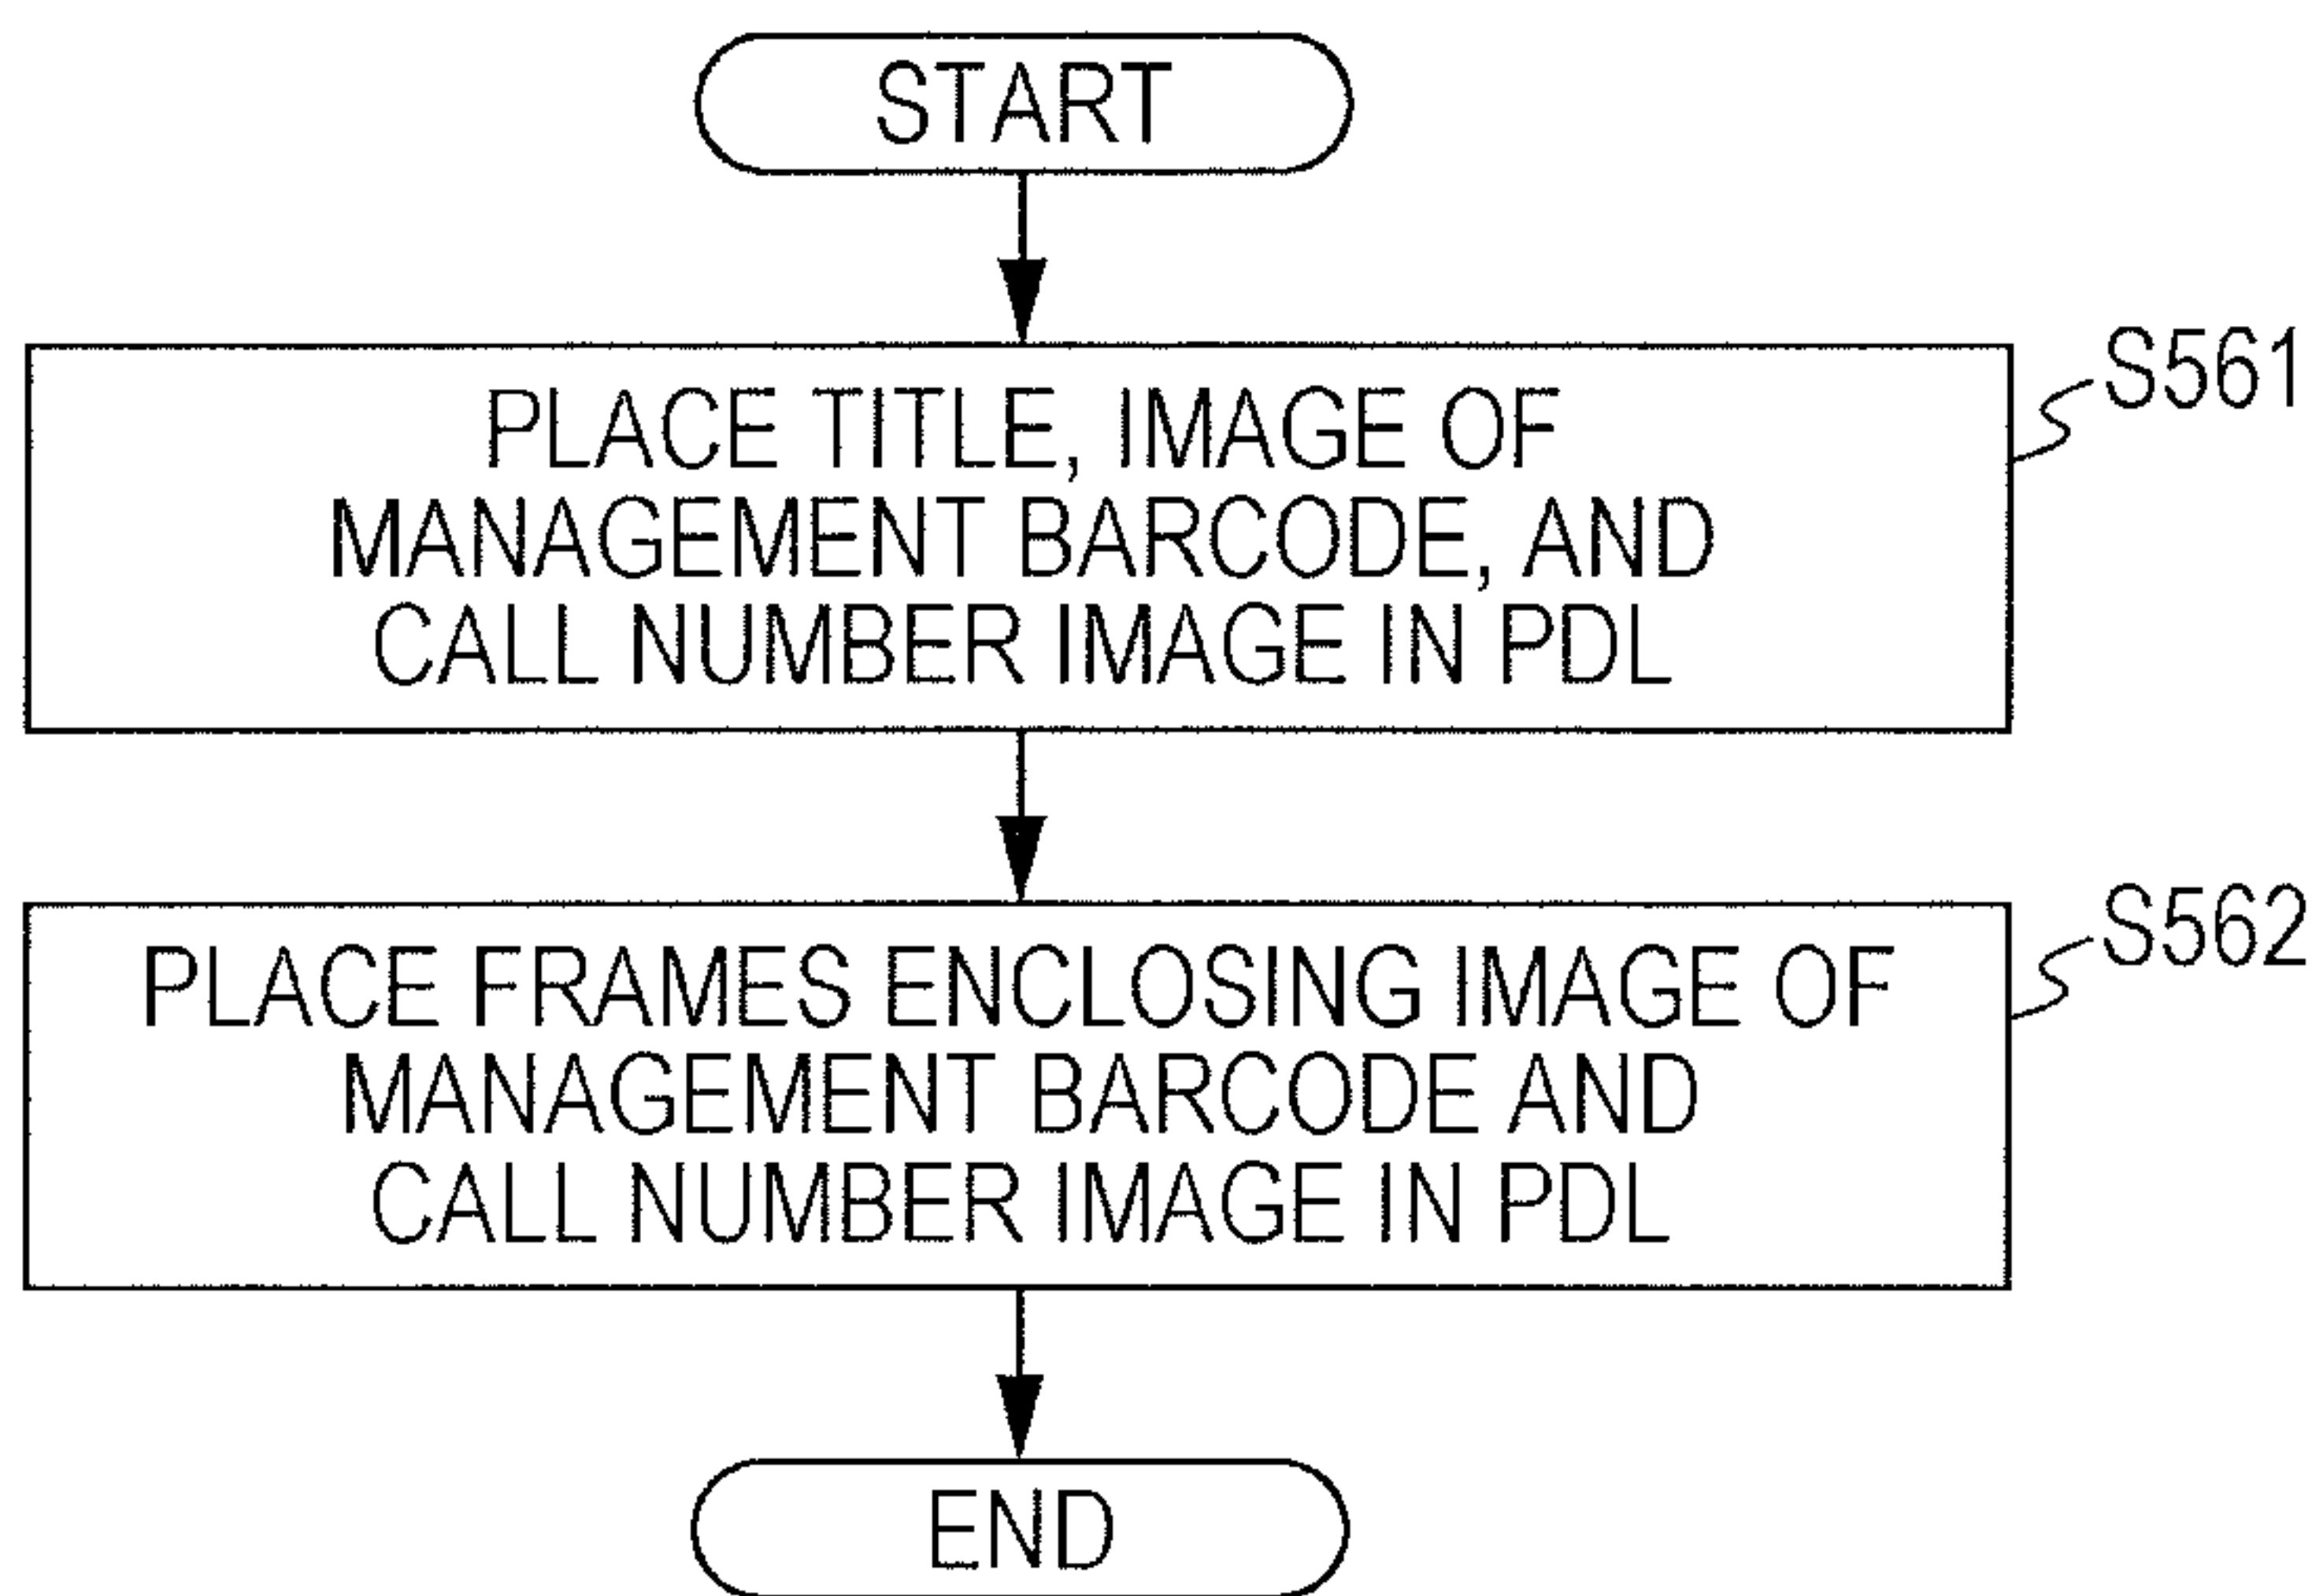 START
PLACE TITLE, IMAGE OF
MANAGEMENT BARCODE, AND
CALL NUMBER IMAGE IN PDL
S561
PLACE FRAMES ENCLOSING IMAGE OF
MANAGEMENT BARCODE AND
CALL NUMBER IMAGE IN PDL
S562
END